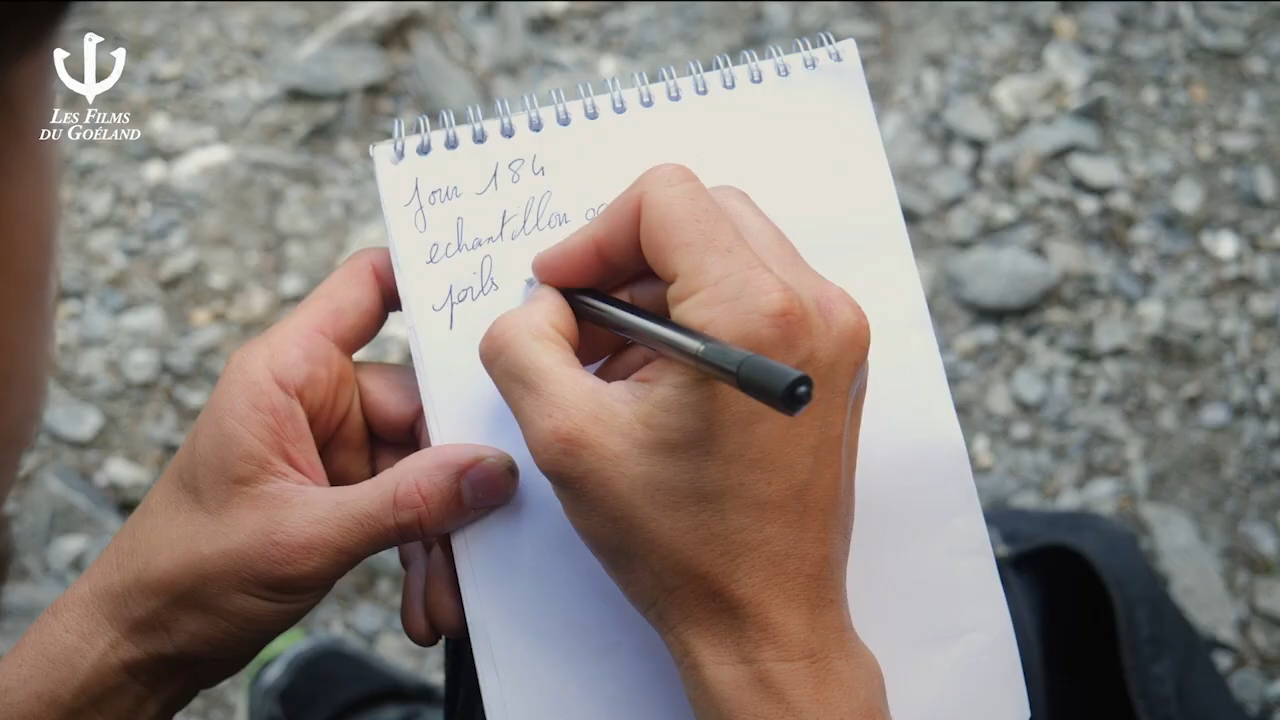 Les Films
du Goéland
Jour 184
echantillon
poils